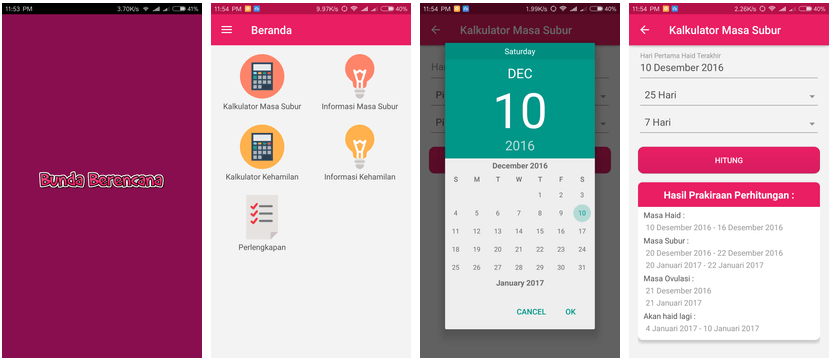 11:53 PM 3.70K/s 41%
Bunda Berencana
11:54 PM 9.97K/s 40%
Beranda
Kalkulator Masa Subur Informasi Masa Subur
Kalkulator Kehamilan Informasi Kehamilan
Perlengkapan
11:54 PM 1.99K/s 40%
Kalkulator Masa Subur
Saturday
DEC
10
2016
December 2016
S M T W T F S
1 2 3
4 5 6 7 8 9 10
11 12 13 14 15 16 17
18 19 20 21 22 23 24
25 26 27 28 29 30 31
January 2017
CANCEL OK
11:54 PM 2.26K/s 40%
Kalkulator Masa Subur
Hari Pertama Haid Terakhir
10 Desember 2016
25 Hari
7 Hari
HITUNG
Hasil Prakiraan Perhitungan :
Masa Haid :
10 Desember 2016 - 16 Desember 2016
Masa Subur :
20 Desember 2016 - 22 Desember 2016
20 Januari 2017 - 22 Januari 2017
Masa Ovulasi :
21 Desember 2016
21 Januari 2017
Akan haid lagi :
4 Januari 2017 - 10 Januari 2017